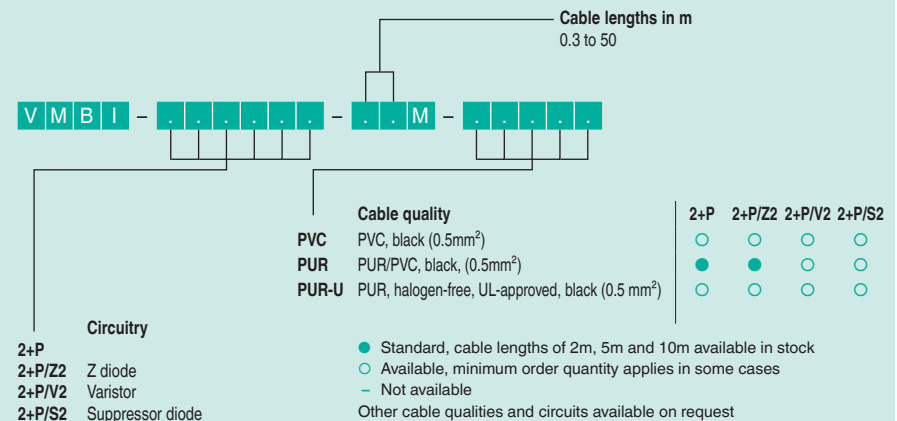 Cable lengths in m
0.3 to 50
V M B I – . . . . . . – . . M – . . . . .
Cable quality 2+P 2+P/Z2 2+P/V2 2+P/S2
PVC PVC, black (0.5mm²) ○ ○ ○ ○
PUR PUR/PVC, black, (0.5mm²) ● ● ○ ○
PUR-U PUR, halogen-free, UL-approved, black (0.5 mm²) ○ ○ ○ ○
Circuitry
2+P
2+P/Z2 Z diode
2+P/V2 Varistor
2+P/S2 Suppressor diode
● Standard, cable lengths of 2m, 5m and 10m available in stock
○ Available, minimum order quantity applies in some cases
– Not available
Other cable qualities and circuits available on request